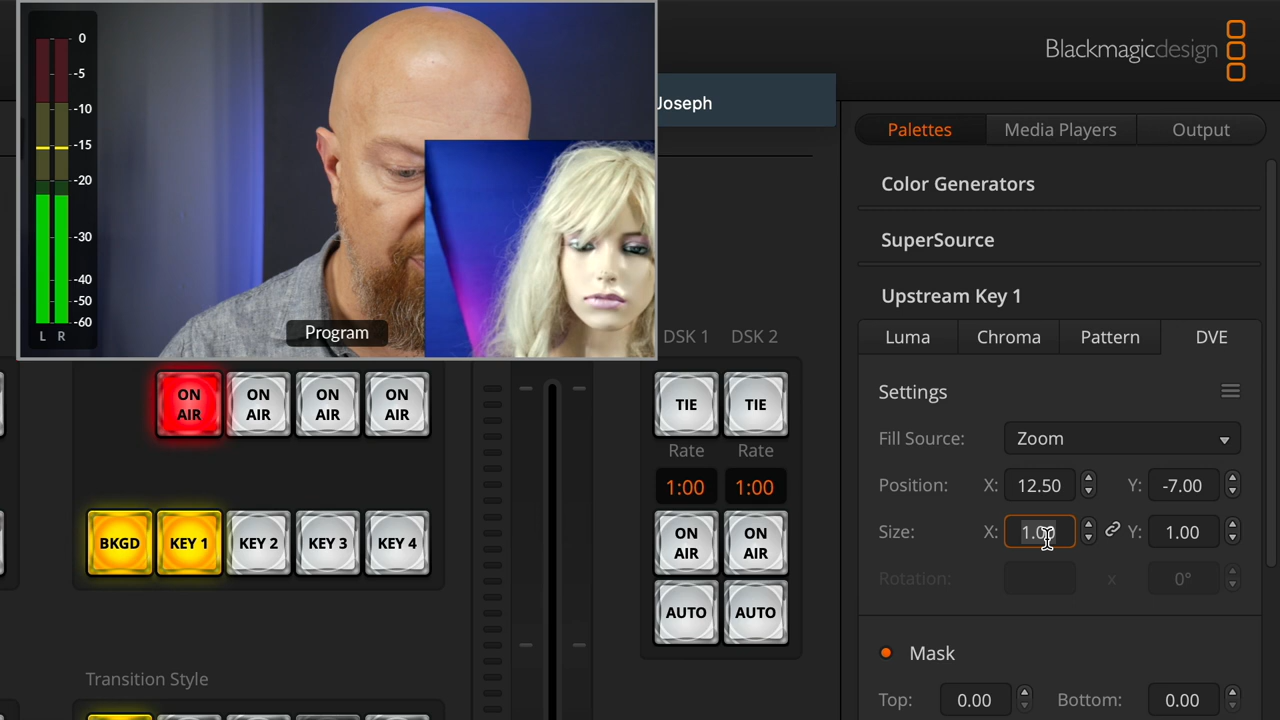 0
-5
-10
-15
-20
-30
-40
-50
-60
L R
Program
Joseph
Blackmagicdesign
Palettes Media Players Output
Color Generators
SuperSource
Upstream Key 1
Luma Chroma Pattern DVE
Settings
Fill Source: Zoom
Position: X: 12.50 Y: -7.00
Size: X: 1.00 Y: 1.00
Rotation: x 0°
Mask
Top: 0.00 Bottom: 0.00
DSK 1 DSK 2
TIE TIE
Rate Rate
1:00 1:00
ON AIR ON AIR
AUTO AUTO
ON AIR ON AIR ON AIR ON AIR
BKGD KEY 1 KEY 2 KEY 3 KEY 4
Transition Style